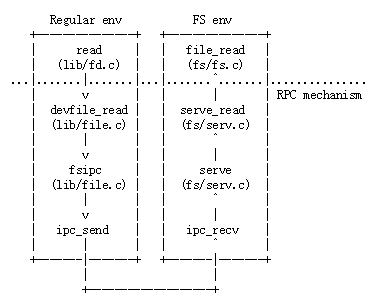 Regular env FS env
read file_read
(lib/fd.c) (fs/fs.c)
RPC mechanism
devfile_read serve_read
(lib/file.c) (fs/serv.c)
fsipc serve
(lib/file.c) (fs/serv.c)
ipc_send ipc_recv